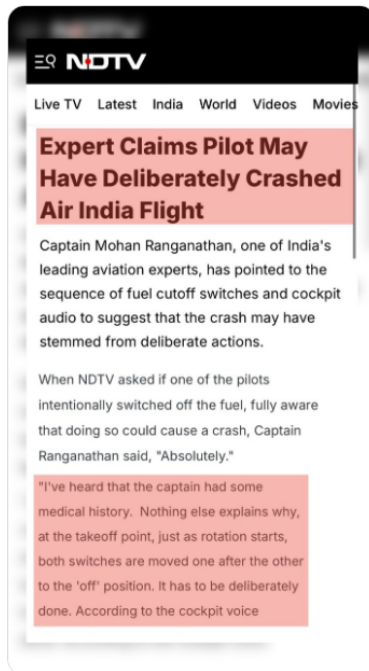 NDTV
Live TV Latest India World Videos Movies
Expert Claims Pilot May
Have Deliberately Crashed
Air India Flight
Captain Mohan Ranganathan, one of India's
leading aviation experts, has pointed to the
sequence of fuel cutoff switches and cockpit
audio to suggest that the crash may have
stemmed from deliberate actions.
When NDTV asked if one of the pilots
intentionally switched off the fuel, fully aware
that doing so could cause a crash, Captain
Ranganathan said, "Absolutely."
"I've heard that the captain had some
medical history. Nothing else explains why,
at the takeoff point, just as rotation starts,
both switches are moved one after the other
to the 'off' position. It has to be deliberately
done. According to the cockpit voice